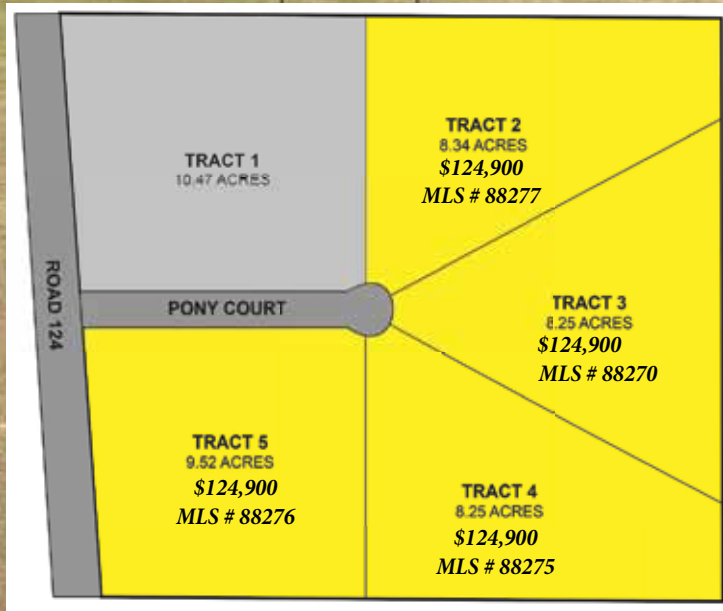 TRACT 1
10.47 ACRES
TRACT 2
8.34 ACRES
$124,900
MLS # 88277
ROAD 124
PONY COURT
TRACT 3
8.25 ACRES
$124,900
MLS # 88270
TRACT 5
9.52 ACRES
$124,900
MLS # 88276
TRACT 4
8.25 ACRES
$124,900
MLS # 88275